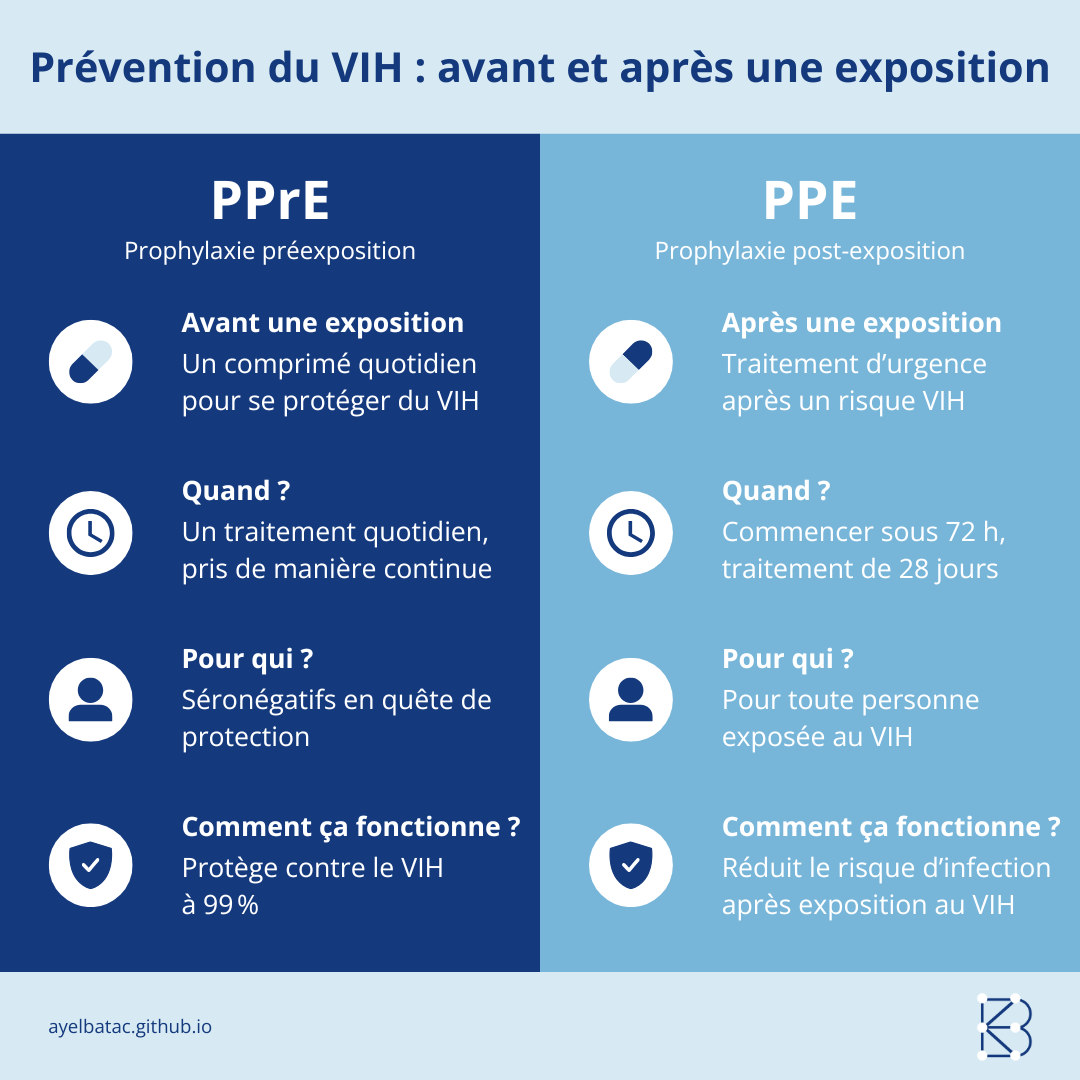 Prévention du VIH : avant et après une exposition
PPrE
Prophylaxie préexposition
Avant une exposition
Un comprimé quotidien
pour se protéger du VIH
Quand ?
Un traitement quotidien,
pris de manière continue
Pour qui ?
Séronégatifs en quête de
protection
Comment ça fonctionne ?
Protège contre le VIH
à 99 %
PPE
Prophylaxie post-exposition
Après une exposition
Traitement d’urgence
après un risque VIH
Quand ?
Commencer sous 72 h,
traitement de 28 jours
Pour qui ?
Pour toute personne
exposée au VIH
Comment ça fonctionne ?
Réduit le risque d’infection
après exposition au VIH
ayelbatac.github.io